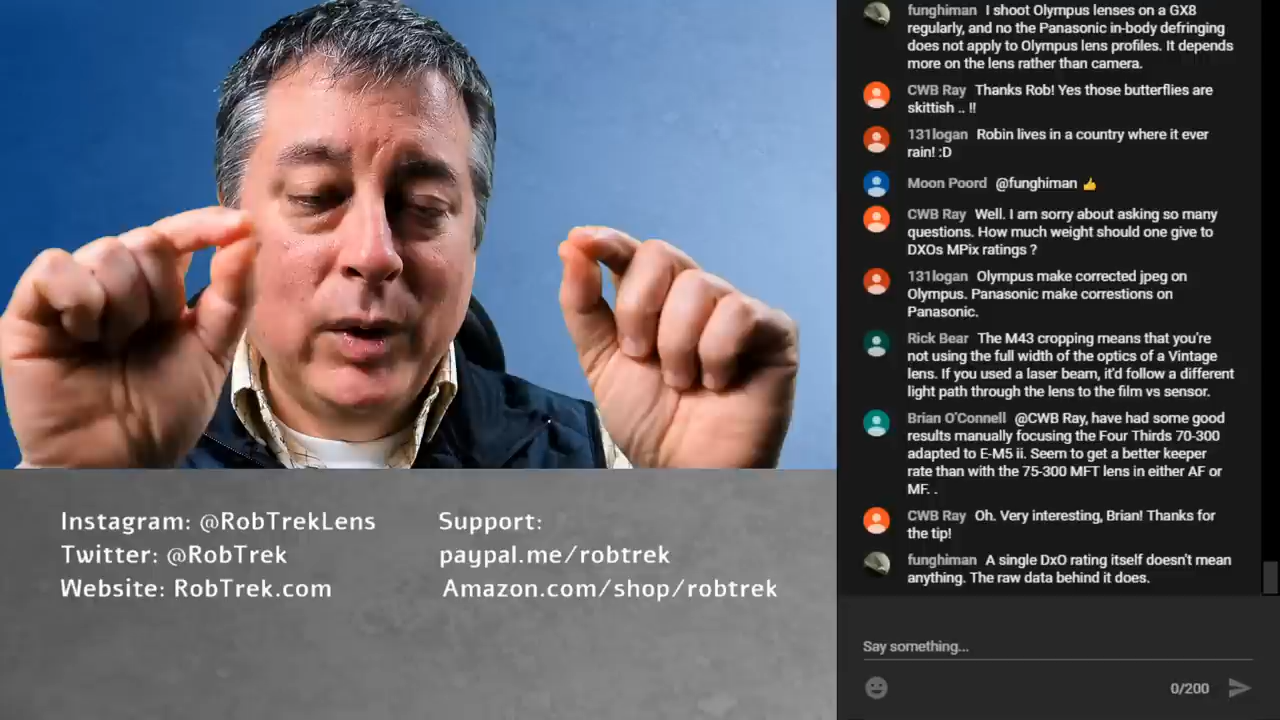 Instagram: @RobTrekLens
Twitter: @RobTrek
Website: RobTrek.com
Support:
paypal.me/robtrek
Amazon.com/shop/robtrek
funghiman I shoot Olympus lenses on a GX8
regularly, and no the Panasonic in-body defringing
does not apply to Olympus lens profiles. It depends
more on the lens rather than camera.
CWB Ray Thanks Rob! Yes those butterflies are
skittish .. !!
131logan Robin lives in a country where it ever
rain! :D
Moon Poord @funghiman 👍
CWB Ray Well. I am sorry about asking so many
questions. How much weight should one give to
DXOs MPix ratings ?
131logan Olympus make corrected jpeg on
Olympus. Panasonic make correstions on
Panasonic.
Rick Bear The M43 cropping means that you're
not using the full width of the optics of a Vintage
lens. If you used a laser beam, it'd follow a different
light path through the lens to the film vs sensor.
Brian O'Connell @CWB Ray, have had some good
results manually focusing the Four Thirds 70-300
adapted to E-M5 ii. Seem to get a better keeper
rate than with the 75-300 MFT lens in either AF or
MF. .
CWB Ray Oh. Very interesting, Brian! Thanks for
the tip!
funghiman A single DxO rating itself doesn't mean
anything. The raw data behind it does.
Say something...
0/200